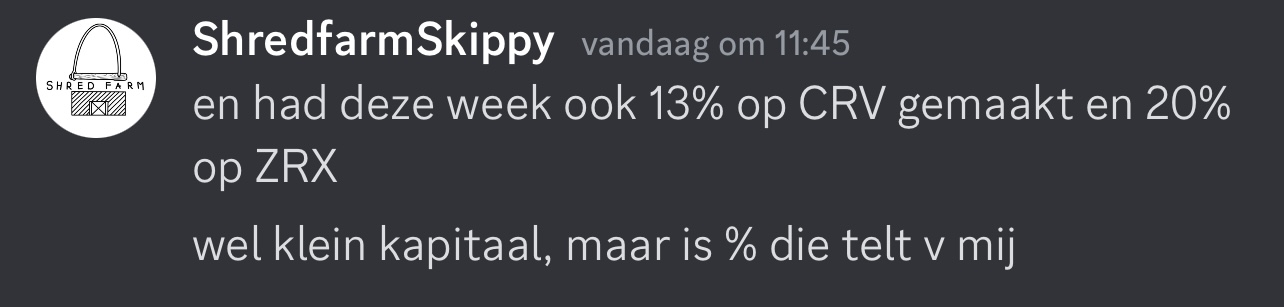 ShredfarmSkippy vandaag om 11:45
SHRED FARM
en had deze week ook 13% op CRV gemaakt en 20%
op ZRX
wel klein kapitaal, maar is % die telt v mij